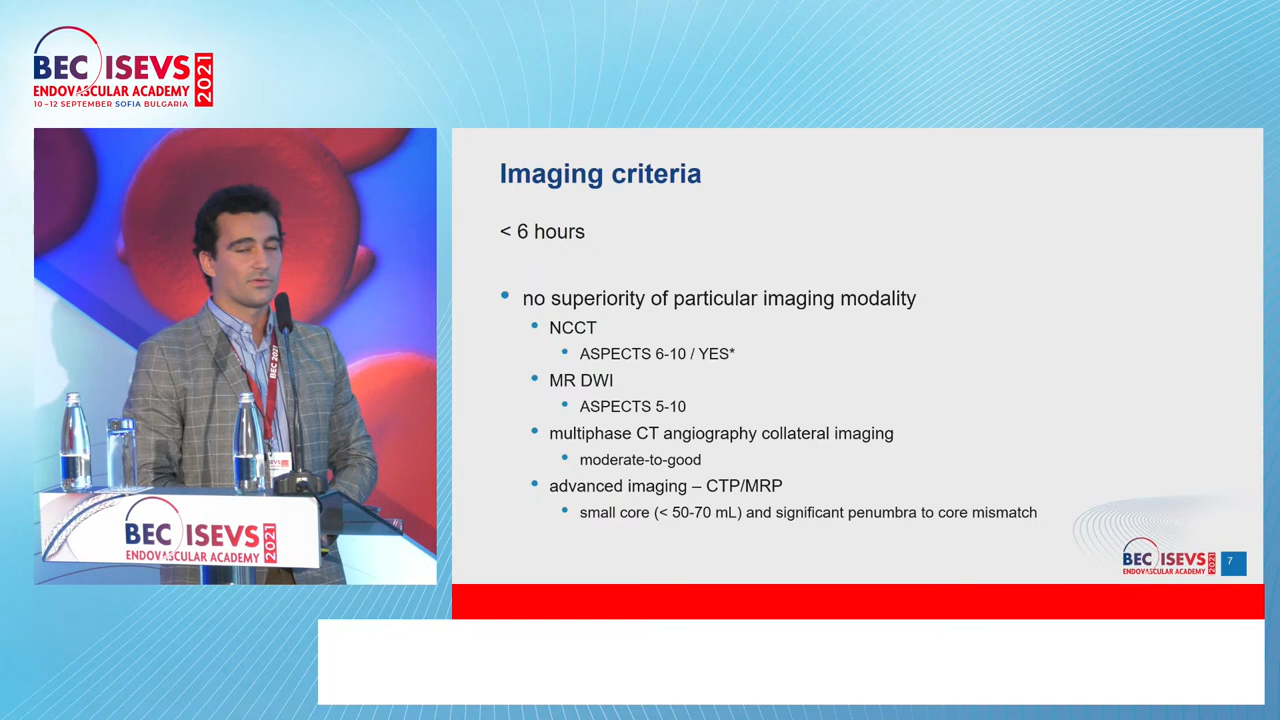 BEC ISEVS 2021
ENDOVASCULAR ACADEMY
10–12 SEPTEMBER SOFIA BULGARIA
BEC 2021
BEC ISEVS 2021
ENDOVASCULAR ACADEMY
Imaging criteria
< 6 hours
• no superiority of particular imaging modality
• NCCT
• ASPECTS 6-10 / YES*
• MR DWI
• ASPECTS 5-10
• multiphase CT angiography collateral imaging
• moderate-to-good
• advanced imaging – CTP/MRP
• small core (< 50-70 mL) and significant penumbra to core mismatch
BEC ISEVS 2021
ENDOVASCULAR ACADEMY
7